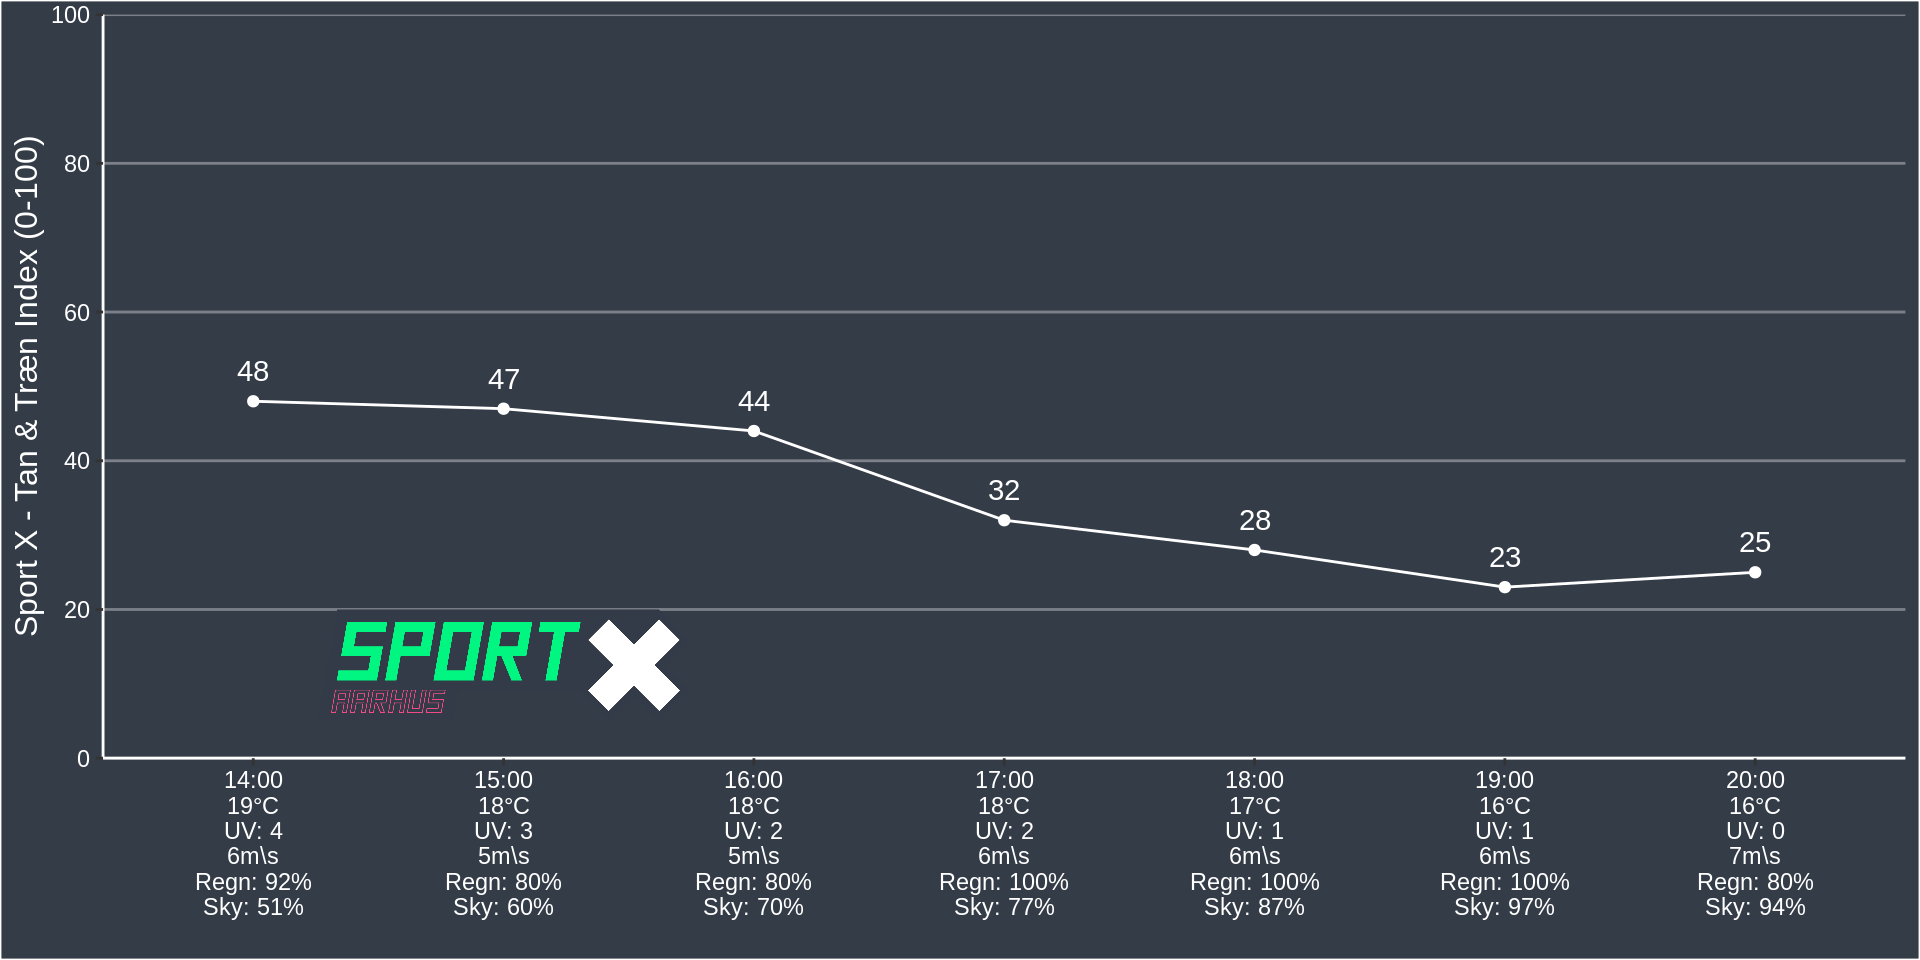 Sport X - Tan & Træn Index (0-100)
100
80
60
40
20
0
48
47
44
32
28
23
25
SPORT X
AARHUS
14:00
19°C
UV: 4
6m\s
Regn: 92%
Sky: 51%
15:00
18°C
UV: 3
5m\s
Regn: 80%
Sky: 60%
16:00
18°C
UV: 2
5m\s
Regn: 80%
Sky: 70%
17:00
18°C
UV: 2
6m\s
Regn: 100%
Sky: 77%
18:00
17°C
UV: 1
6m\s
Regn: 100%
Sky: 87%
19:00
16°C
UV: 1
6m\s
Regn: 100%
Sky: 97%
20:00
16°C
UV: 0
7m\s
Regn: 80%
Sky: 94%